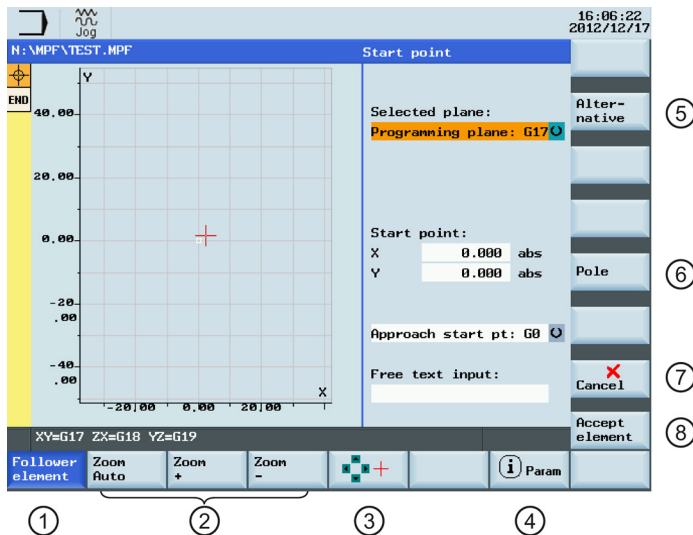 Jog
16:06:22
2012/12/17
N:\MPF\TEST.MPF
Start point
END
Y
40.00
20.00
0.00
-20
.00
-40
.00
-20.00 0.00 20.00
X
Selected plane:
Programming plane: G17
Start point:
X 0.000 abs
Y 0.000 abs
Approach start pt: G0
Free text input:
Alter-
native
Pole
Cancel
Accept
element
XY=G17 ZX=G18 YZ=G19
Follower
element
Zoom
Auto
Zoom
+
Zoom
-
i Param
1
2
3
4
5
6
7
8